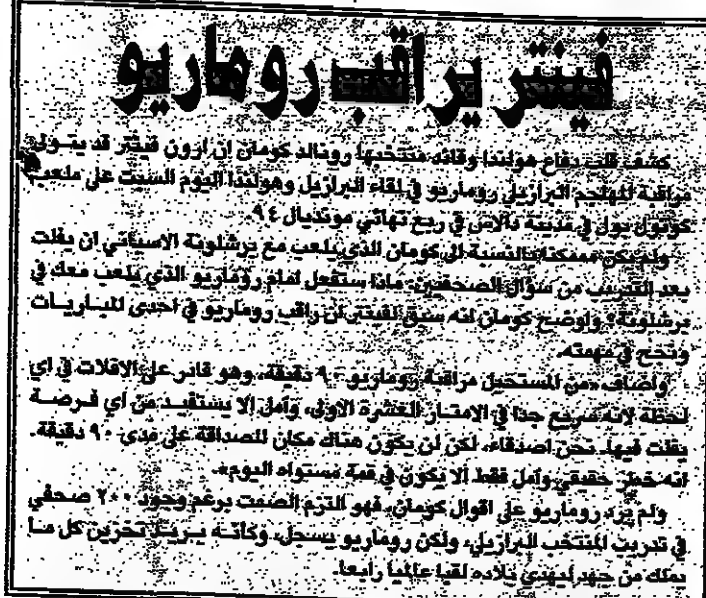 فينتر يراقب روماريو
كشف قلب دفاع هولندا وقائد منتخبها رونالد كومان ان ارون فينتر قد يتولى
مراقبة المهاجم البرازيلي روماريو في لقاء البرازيل وهولندا اليوم السبت على ملعب
كوتول بول في مدينة دالاس في ربع نهائي مونديال ٩٤.
ولم يكن ممكنا بالنسبة الى كومان الذي يلعب مع برشلونة الاسباني ان يفلت
بعد التدريب من سؤال الصحفيين: ماذا ستفعل امام روماريو الذي يلعب معك في
برشلونة؟ واوضح كومان انه سبق لفينتر ان راقب روماريو في احدى المباريات
ونجح في مهمته.
واضاف «من المستحيل مراقبة روماريو ٩٠ دقيقة، وهو قادر على الافلات في اي
لحظة لانه سريع جدا في الامتار العشرة الاولى، وآمل الا يستفيد من أي فرصة
يفلت فيها. نحن اصدقاء، لكن لن يكون هناك مكان للصداقة على مدى ٩٠ دقيقة.
انه خطر حقيقي وآمل فقط ألا يكون في قمة مستواه اليوم».
ولم يرد روماريو على اقوال كومان، فهو التزم الصمت برغم وجود ٢٠٠ صحفي
في تدريب المنتخب البرازيلي، ولكن روماريو يسجل، وكأنه يريد تخزين كل ما
يملك من جهد ليهدي بلاده لقبا عالميا رابعا.